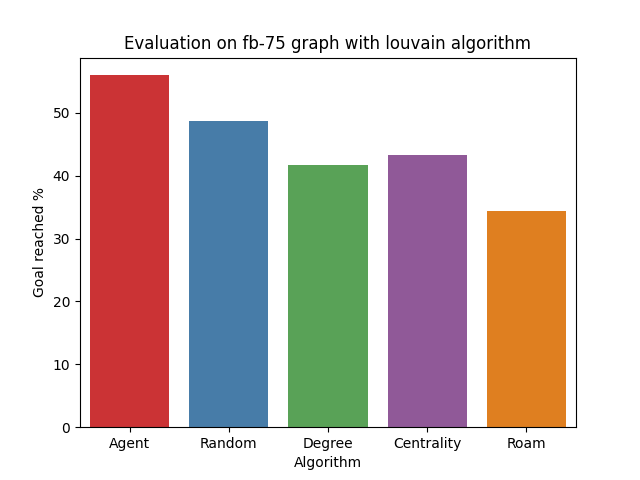 Evaluation on fb-75 graph with louvain algorithm
Goal reached %
50
40
30
20
10
0
Agent Random Degree Centrality Roam
Algorithm